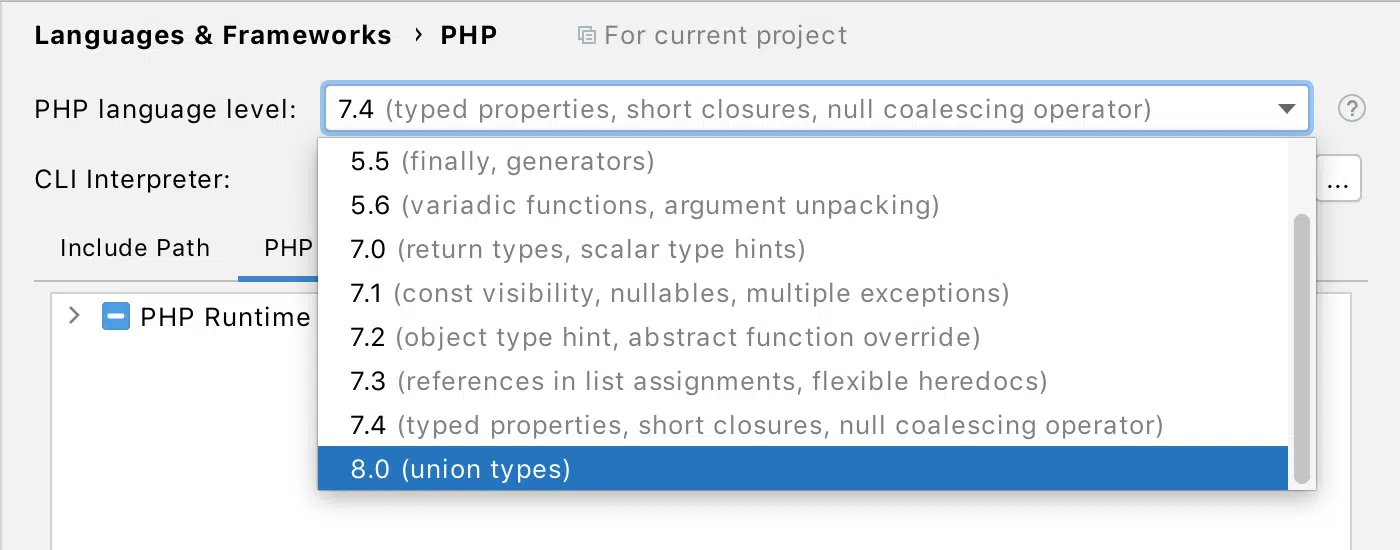 Languages & Frameworks › PHP For current project
PHP language level: 7.4 (typed properties, short closures, null coalescing operator) ?
5.5 (finally, generators)
CLI Interpreter: ...
5.6 (variadic functions, argument unpacking)
Include Path PHP
7.0 (return types, scalar type hints)
7.1 (const visibility, nullables, multiple exceptions)
PHP Runtime
7.2 (object type hint, abstract function override)
7.3 (references in list assignments, flexible heredocs)
7.4 (typed properties, short closures, null coalescing operator)
8.0 (union types)